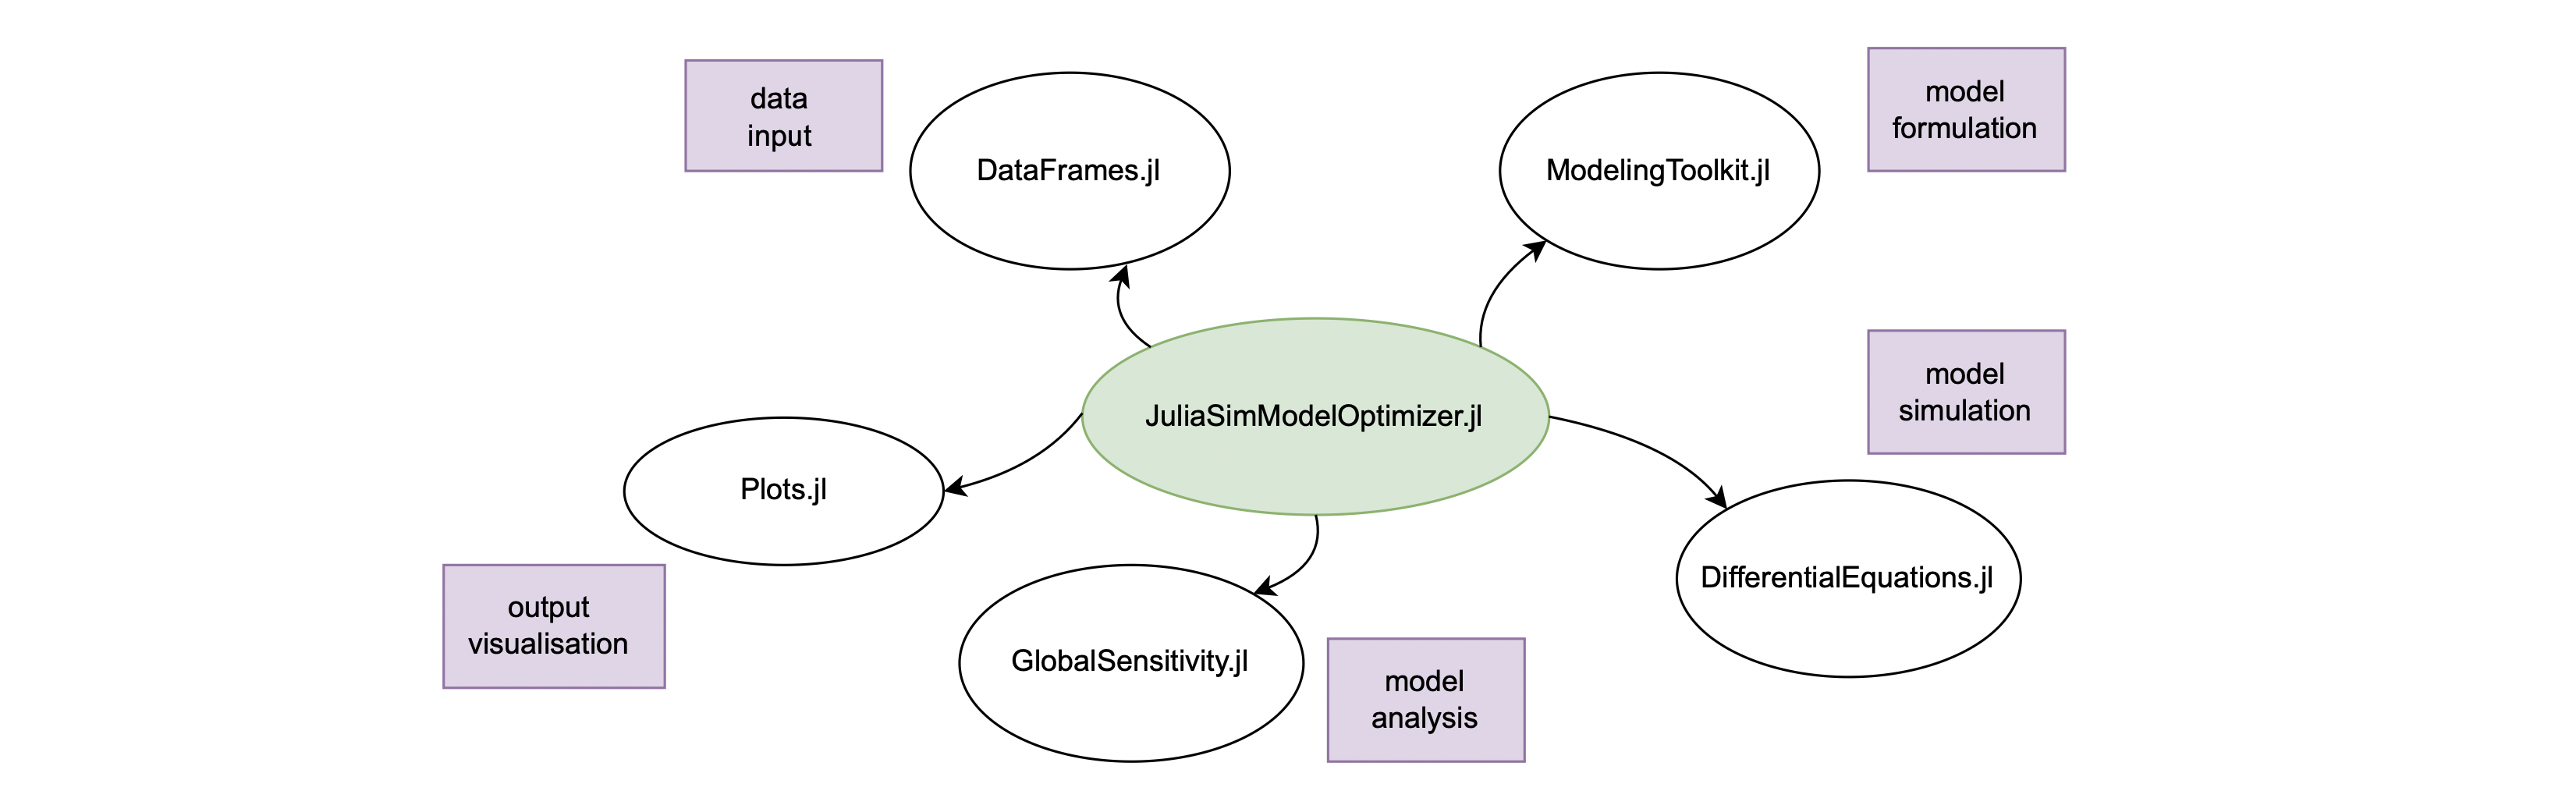 data
input
DataFrames.jl
ModelingToolkit.jl
model
formulation
JuliaSimModelOptimizer.jl
model
simulation
Plots.jl
DifferentialEquations.jl
output
visualisation
GlobalSensitivity.jl
model
analysis